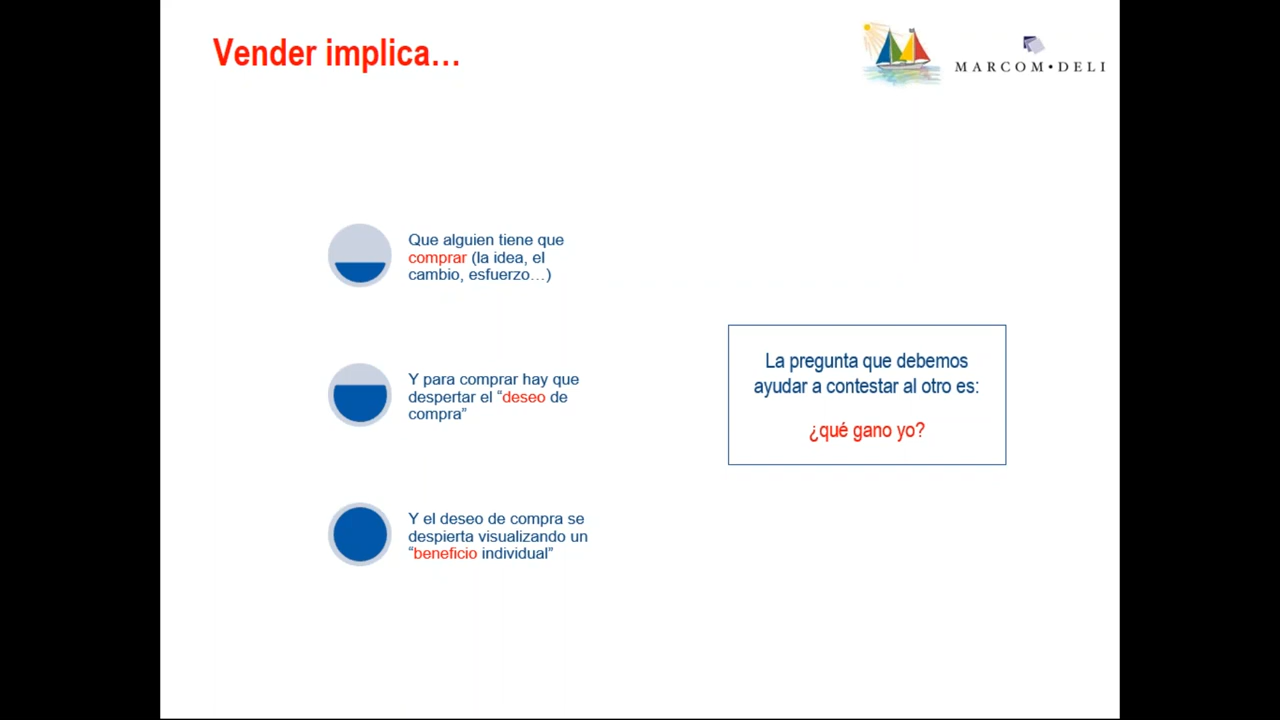 Vender implica…
MARCOM•DELI
Que alguien tiene que
comprar (la idea, el
cambio, esfuerzo…)
Y para comprar hay que
despertar el “deseo de
compra”
Y el deseo de compra se
despierta visualizando un
“beneficio individual”
La pregunta que debemos
ayudar a contestar al otro es:
¿qué gano yo?